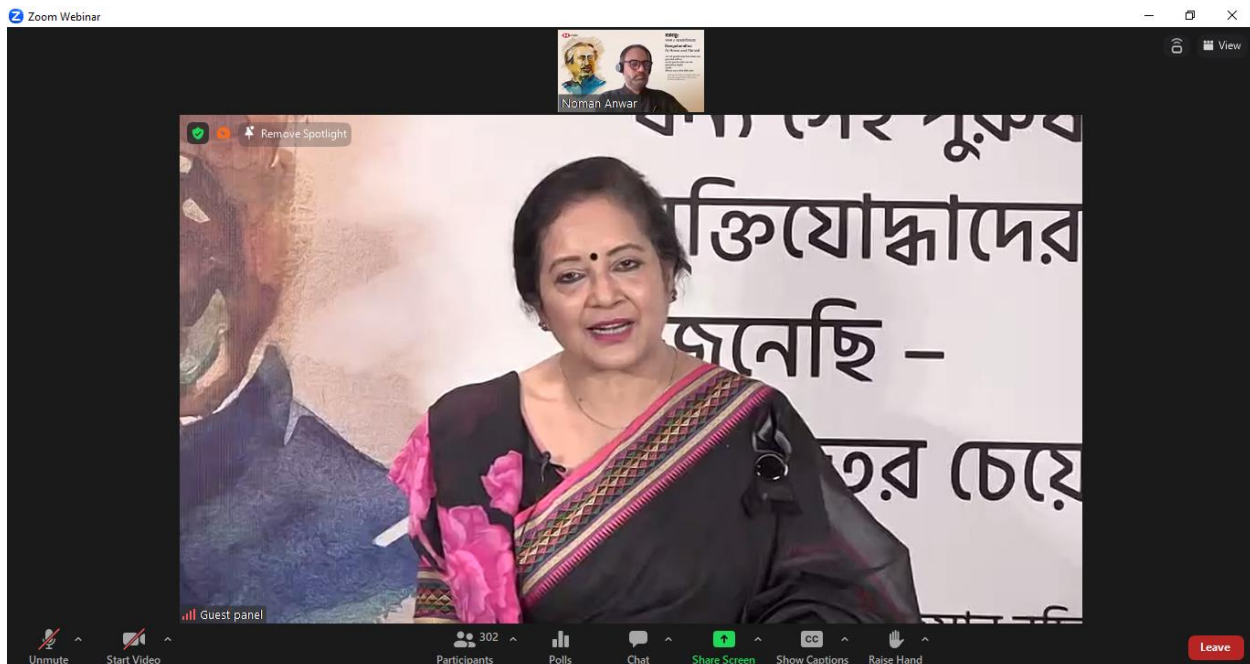 Zoom Webinar
View
Noman Anwar
Remove Spotlight
ধন্য সেই পুরুষ
ক্তিযোদ্ধাদের
জেনেছি –
তর চেয়ে
Guest panel
302
Unmute
Start Video
Participants
Polls
Chat
CC
Share Screen
Show Captions
Raise Hand
Leave